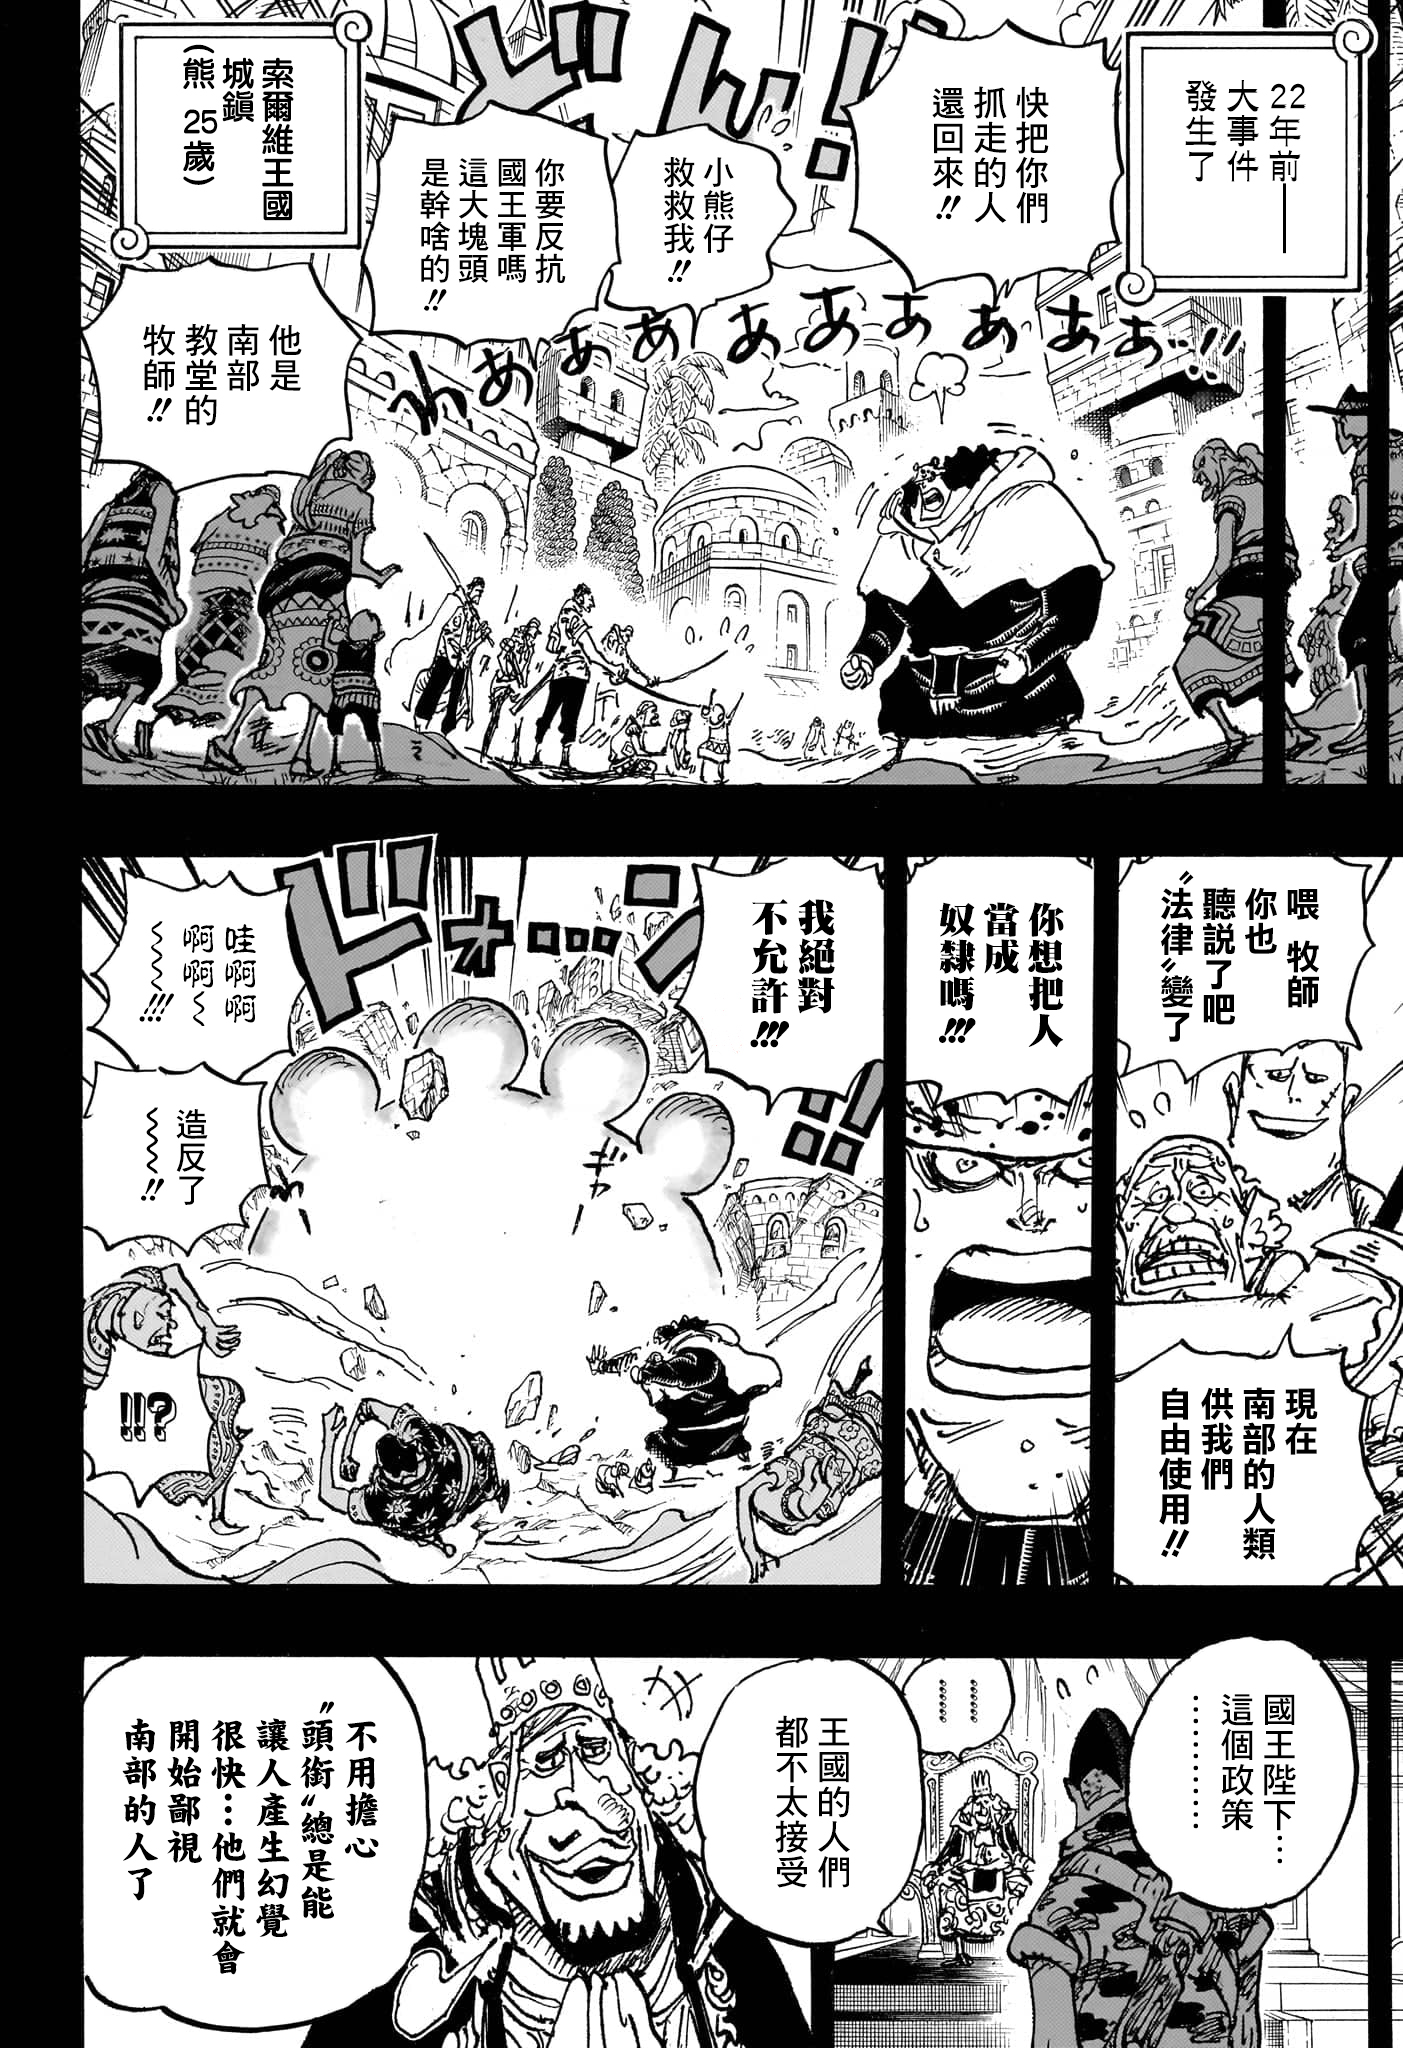 22年前——
大事件
發生了
快把你們
抓走的人
還回來!!
どん!!
小熊仔
救救我!!
你要反抗
國王軍嗎
這大塊頭
是幹啥的!!
索爾維王國
城鎮
(熊 25歲)
他是
南部
教堂的
牧師!!
わあああああああああ…!!
喂 牧師
你也
聽說了吧
〝法律〞變了
現在
南部的人類
供我們
自由使用!!
你想把人
當成
奴隸嗎!!!
我絕對
不允許!!!
ドォ…ン!!
ギュ
哇啊啊
啊啊~
~~~!!!
造反了
~~~!!
!!?
國王陛下…
這個政策
…………
王國的人們
都不太接受
……
……
不用擔心
〝頭銜〞總是能
讓人產生幻覺
很快…他們就會
開始鄙視
南部的人了